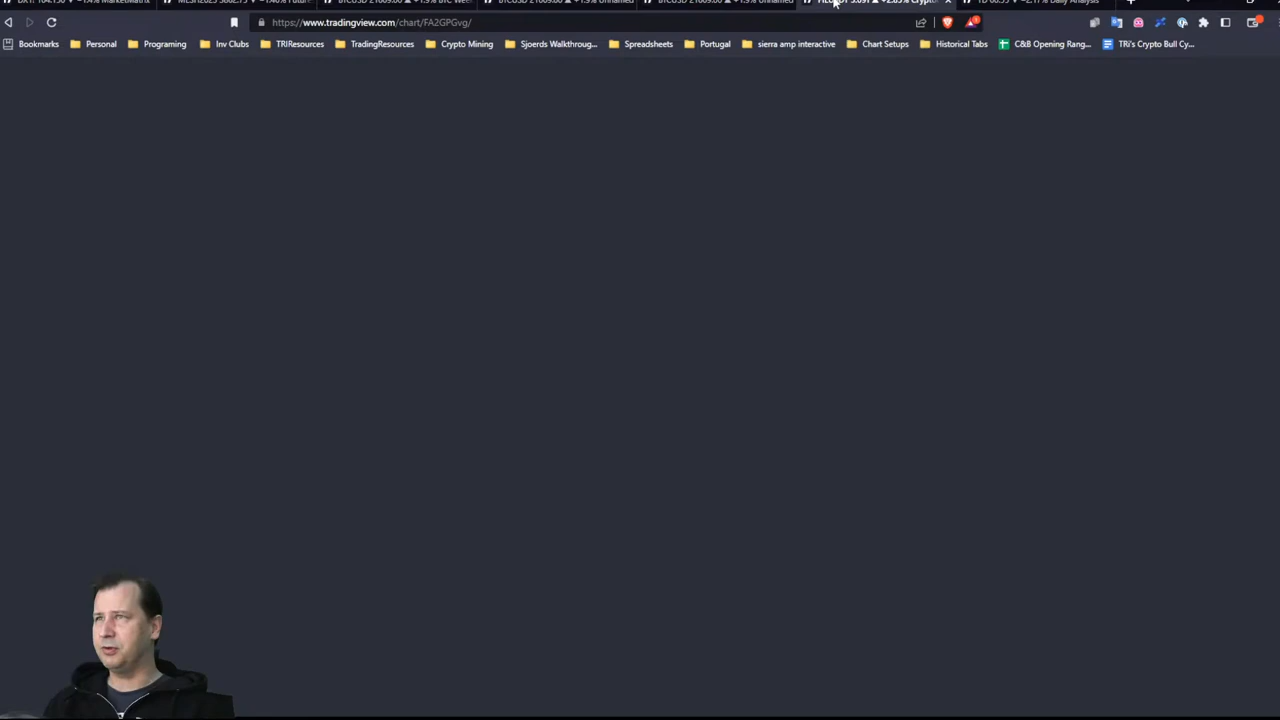 https://www.tradingview.com/chart/FA2GPGvg/
Bookmarks Personal Programing Inv Clubs TRIResources TradingResources Crypto Mining Sjoerds Walkthroug... Spreadsheets Portugal sierra amp interactive Chart Setups Historical Tabs C&B Opening Rang... TRi's Crypto Bull Cy...